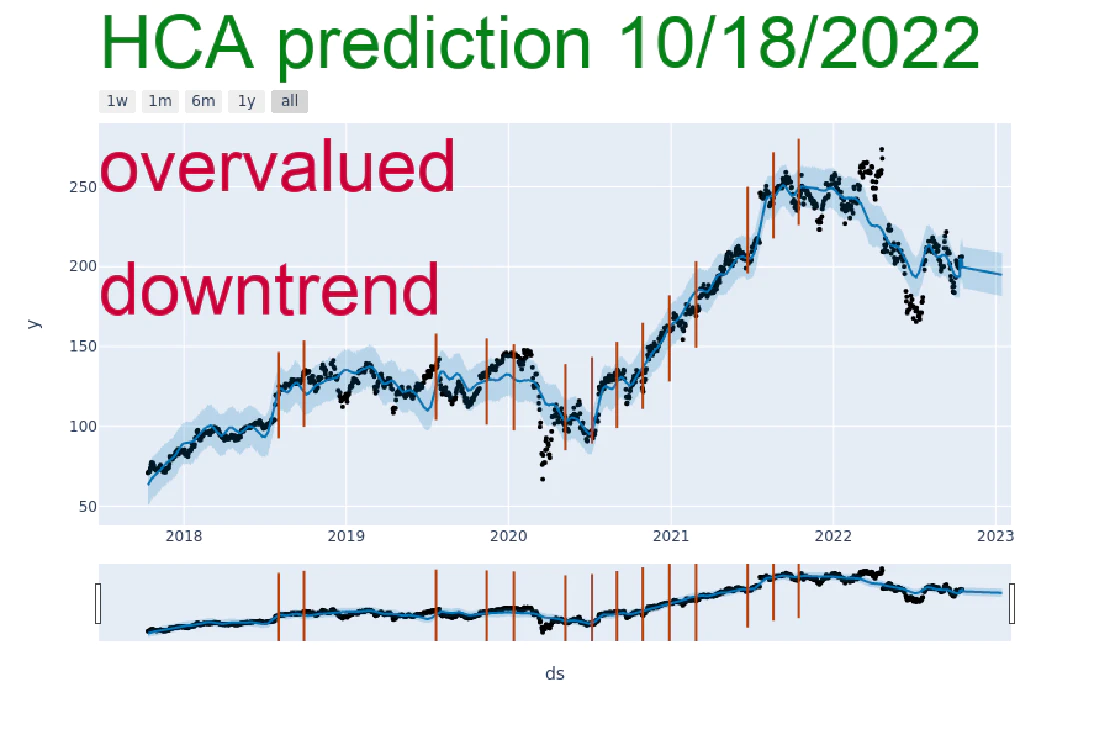 HCA prediction 10/18/2022
1w 1m 6m 1y all
overvalued
250
downtrend
200
y
150
100
50
2018 2019 2020 2021 2022 2023
ds